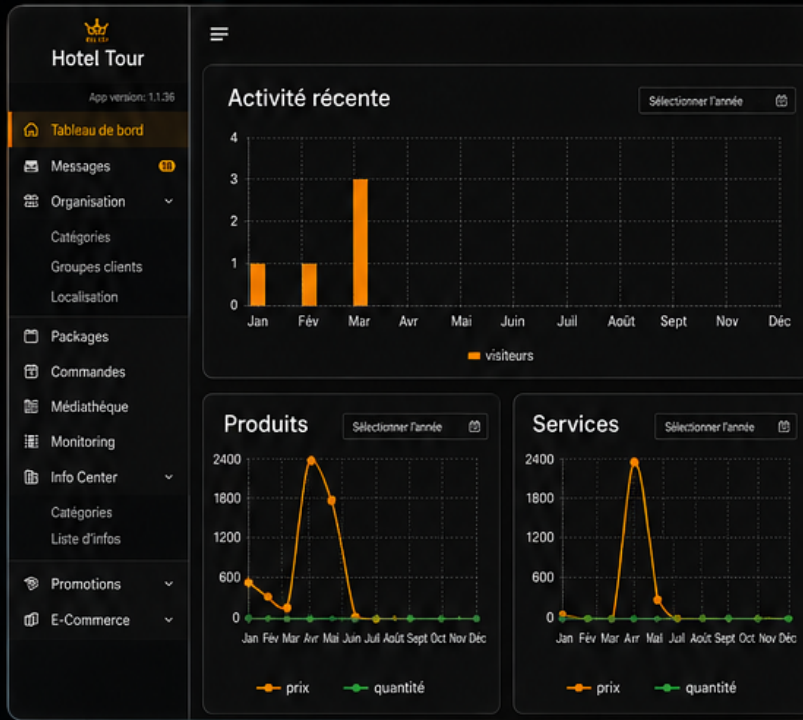 Hotel Tour
App version: 1.1.36
Tableau de bord
Messages 10
Organisation
Catégories
Groupes clients
Localisation
Packages
Commandes
Médiathèque
Monitoring
Info Center
Catégories
Liste d'infos
Promotions
E-Commerce
Activité récente
Sélectionner l'année
4
3
2
1
0
Jan Fév Mar Avr Mai Juin Juil Août Sept Nov Déc
visiteurs
Produits
Sélectionner l'année
2400
1800
1200
600
0
Jan Fév Mar Avr Mai Juin Juil Août Sept Oct Nov Déc
prix quantité
Services
Sélectionner l'année
2400
1800
1200
600
0
Jan Fév Mar Arr Mai Juil Août Sept Oct Nov Déc
prix quantité